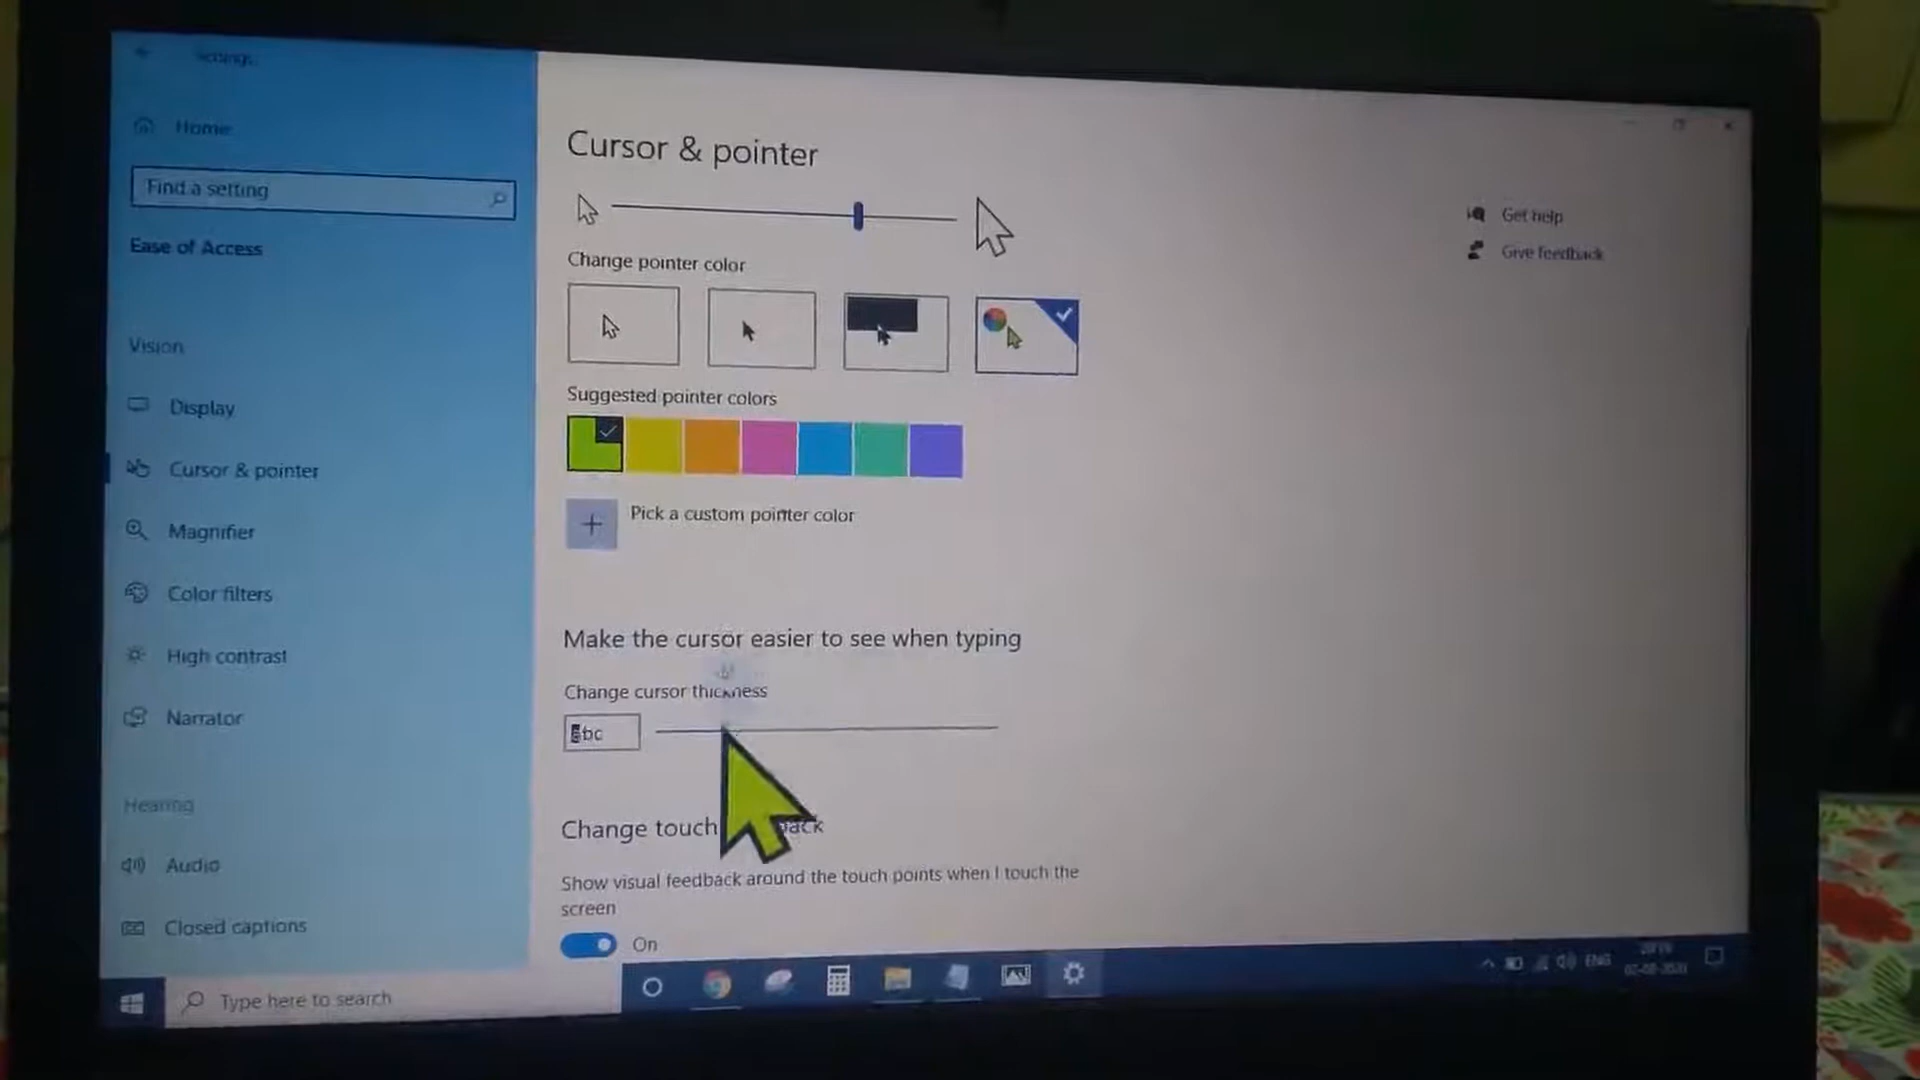 Settings
Home
Find a setting
Ease of Access
Vision
Display
Cursor & pointer
Magnifier
Color filters
High contrast
Narrator
Hearing
Audio
Closed captions
Cursor & pointer
Change pointer color
Suggested pointer colors
Pick a custom pointer color
Make the cursor easier to see when typing
Change cursor thickness
abc
Change touch back
Show visual feedback around the touch points when I touch the
screen
On
Get help
Give feedback
Type here to search
ENG